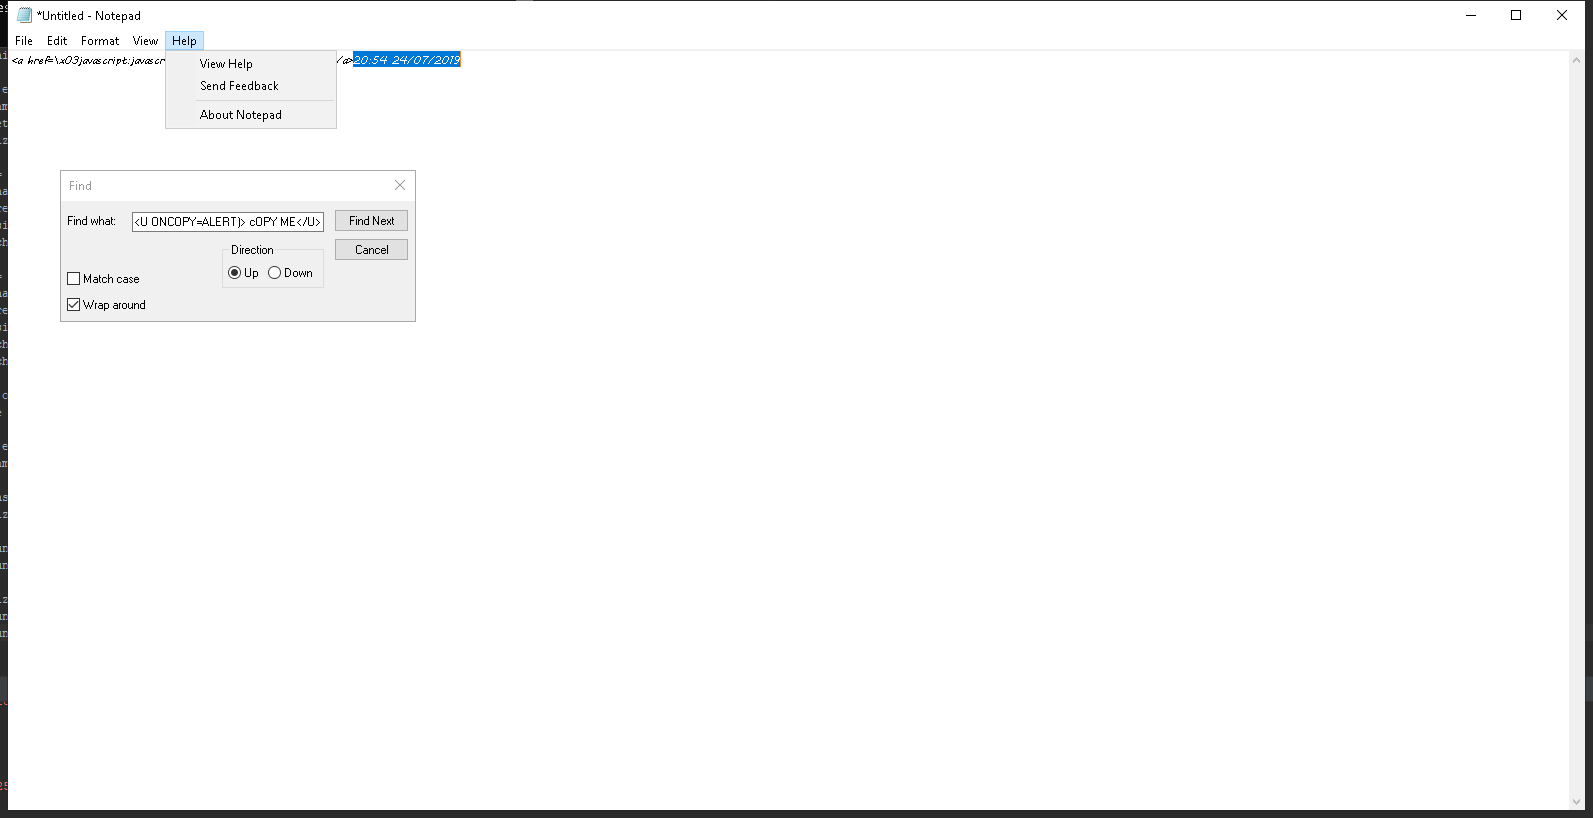 *Untitled - Notepad
File Edit Format View Help
<a href=\x03javascript:javascr /a>20:54 24/07/2019
View Help
Send Feedback
About Notepad
Find
Find what: <U ONCOPY=ALERT)> cOPY ME</U> Find Next
Direction Cancel
Up Down
Match case
Wrap around